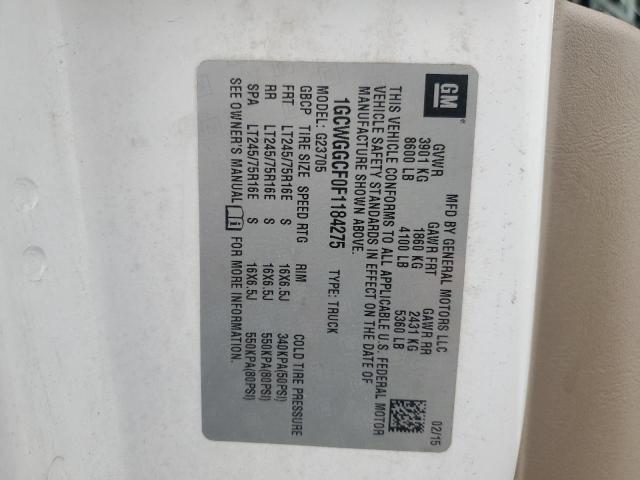 GM
MFD BY GENERAL MOTORS LLC 02/15
GVWR GAWR FRT GAWR RR
3901 KG 1860 KG 2431 KG
8600 LB 4100 LB 5360 LB
THIS VEHICLE CONFORMS TO ALL APPLICABLE U.S. FEDERAL MOTOR
VEHICLE SAFETY STANDARDS IN EFFECT ON THE DATE OF
MANUFACTURE SHOWN ABOVE.
1GCWGGCF0F1184275 TYPE: TRUCK
MODEL: G23705
GBCP TIRE SIZE SPEED RTG RIM COLD TIRE PRESSURE
FRT LT245/75R16E S 16X6.5J 340KPA(50PSI)
RR LT245/75R16E S 16X6.5J 550KPA(80PSI)
SPA LT245/75R16E S 16X6.5J 550KPA(80PSI)
SEE OWNER'S MANUAL FOR MORE INFORMATION.